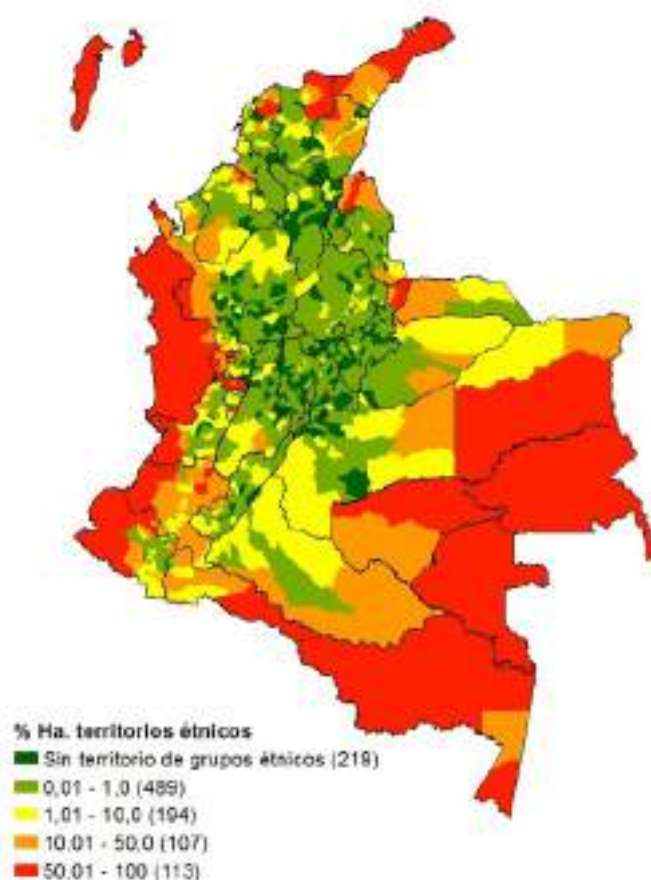 % Ha. territorios étnicos
Sin territorio de grupos étnicos (219)
0,01 - 1,0 (489)
1,01 - 10,0 (194)
10,01 - 50,0 (107)
50,01 - 100 (113)